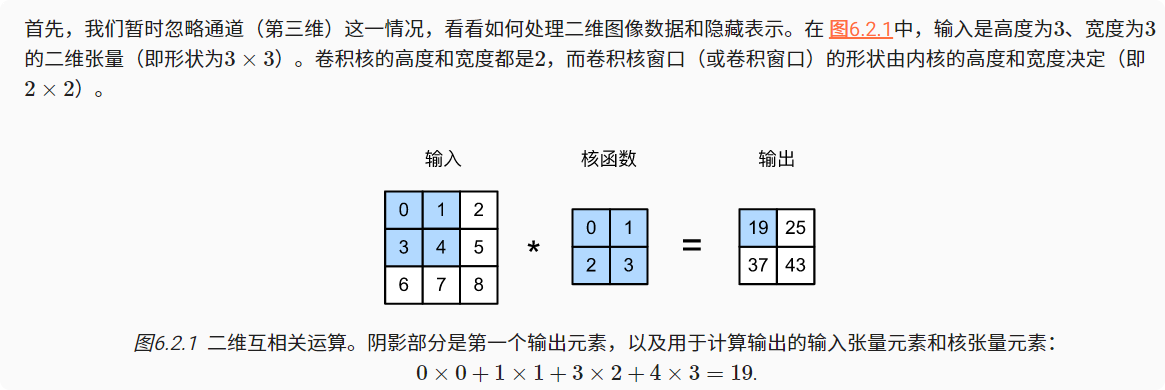 首先，我们暂时忽略通道（第三维）这一情况，看看如何处理二维图像数据和隐藏表示。在 图6.2.1中，输入是高度为3、宽度为3
的二维张量（即形状为3 × 3）。卷积核的高度和宽度都是2，而卷积核窗口（或卷积窗口）的形状由内核的高度和宽度决定（即
2 × 2）。
输入 核函数 输出
0 1 2
3 4 5
6 7 8
*
0 1
2 3
=
19 25
37 43
图6.2.1 二维互相关运算。阴影部分是第一个输出元素，以及用于计算输出的输入张量元素和核张量元素：
0 × 0 + 1 × 1 + 3 × 2 + 4 × 3 = 19.